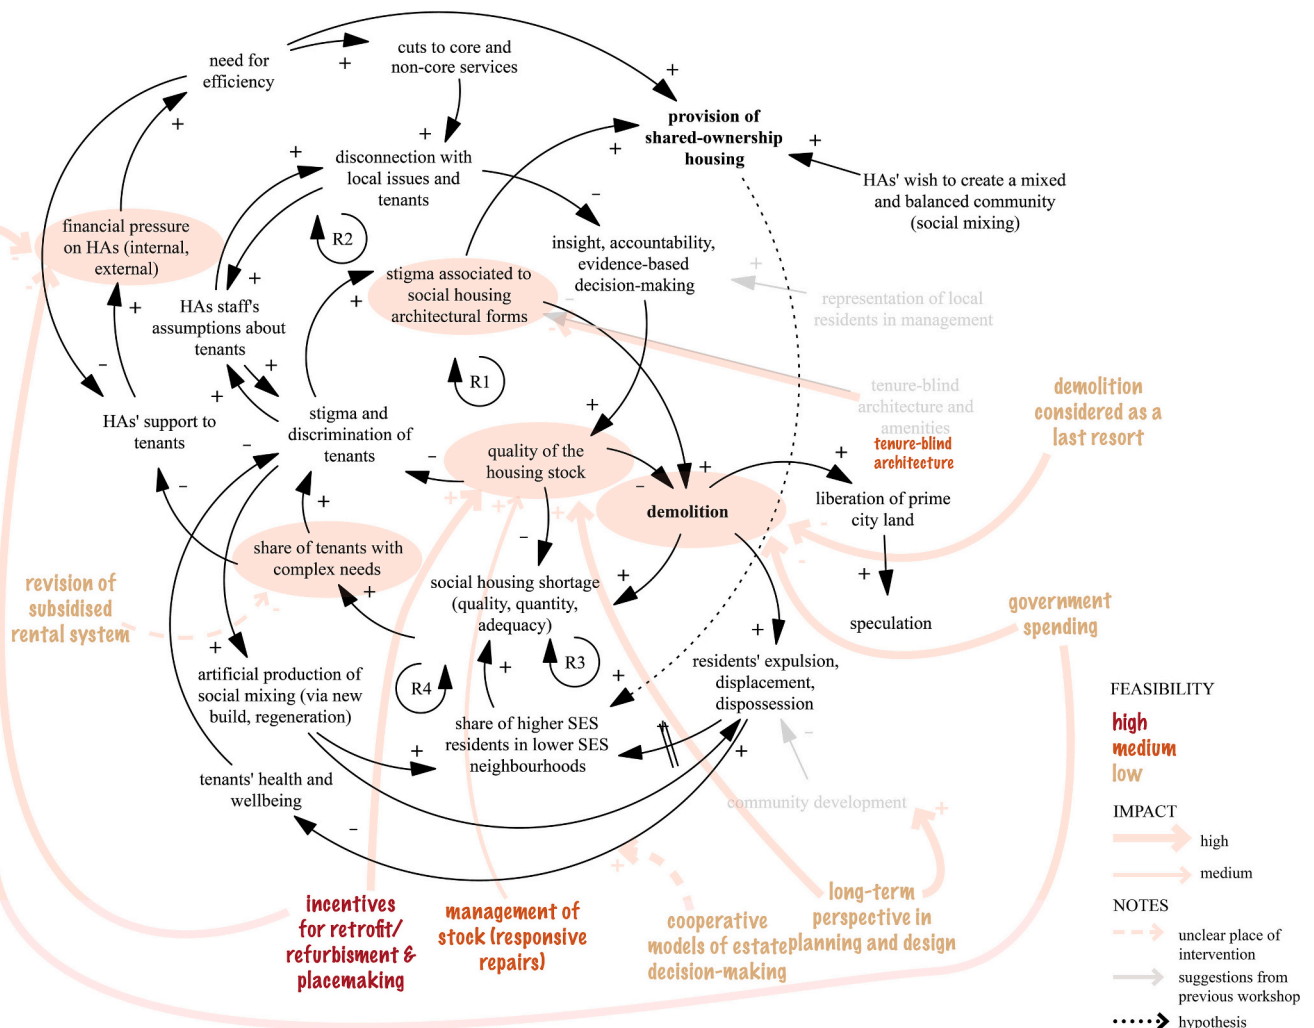 need for
efficiency
cuts to core and
non-core services
+
+
provision of
shared-ownership
housing
+
+
+
disconnection with
local issues and
tenants
+
+
–
HAs' wish to create a mixed
and balanced community
(social mixing)
financial pressure
on HAs (internal,
external)
R2
insight, accountability,
evidence-based
decision-making
+
stigma associated to
social housing
architectural forms
+
+
–
representation of local
residents in management
HAs staff's
assumptions about
tenants
+
-
-
-
+
–
+
R1
tenure-blind
architecture and
amenities
tenure-blind
architecture
demolition
considered as a
last resort
+
+
HAs' support to
tenants
stigma and
discrimination of
tenants
–
–
quality of the
housing stock
+
–
+
liberation of prime
city land
–
+
+
+
+
demolition
-
-
share of tenants with
complex needs
–
+
social housing shortage
(quality, quantity,
adequacy)
+
+
speculation
revision of
subsidised
rental system
-
government
spending
+
+
artificial production of
social mixing (via new
build, regeneration)
R4
R3
+
+
residents' expulsion,
displacement,
dispossession
share of higher SES
residents in lower SES
neighbourhoods
+
+
+
–
tenants' health and
wellbeing
–
community development
+
+
FEASIBILITY
high
medium
low
IMPACT
high
medium
NOTES
unclear place of
intervention
suggestions from
previous workshop
hypothesis
incentives
for retrofit/
refurbisment &
placemaking
management of
stock (responsive
repairs)
cooperative
models of estate
decision-making
long-term
perspective in
planning and design